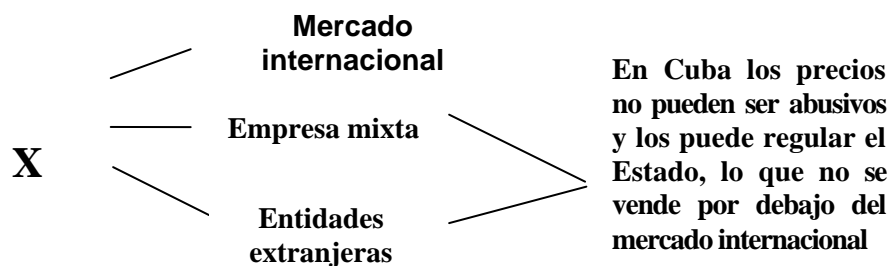 Mercado
internacional
X
Empresa mixta
Entidades
extranjeras
En Cuba los precios
no pueden ser abusivos
y los puede regular el
Estado, lo que no se
vende por debajo del
mercado internacional